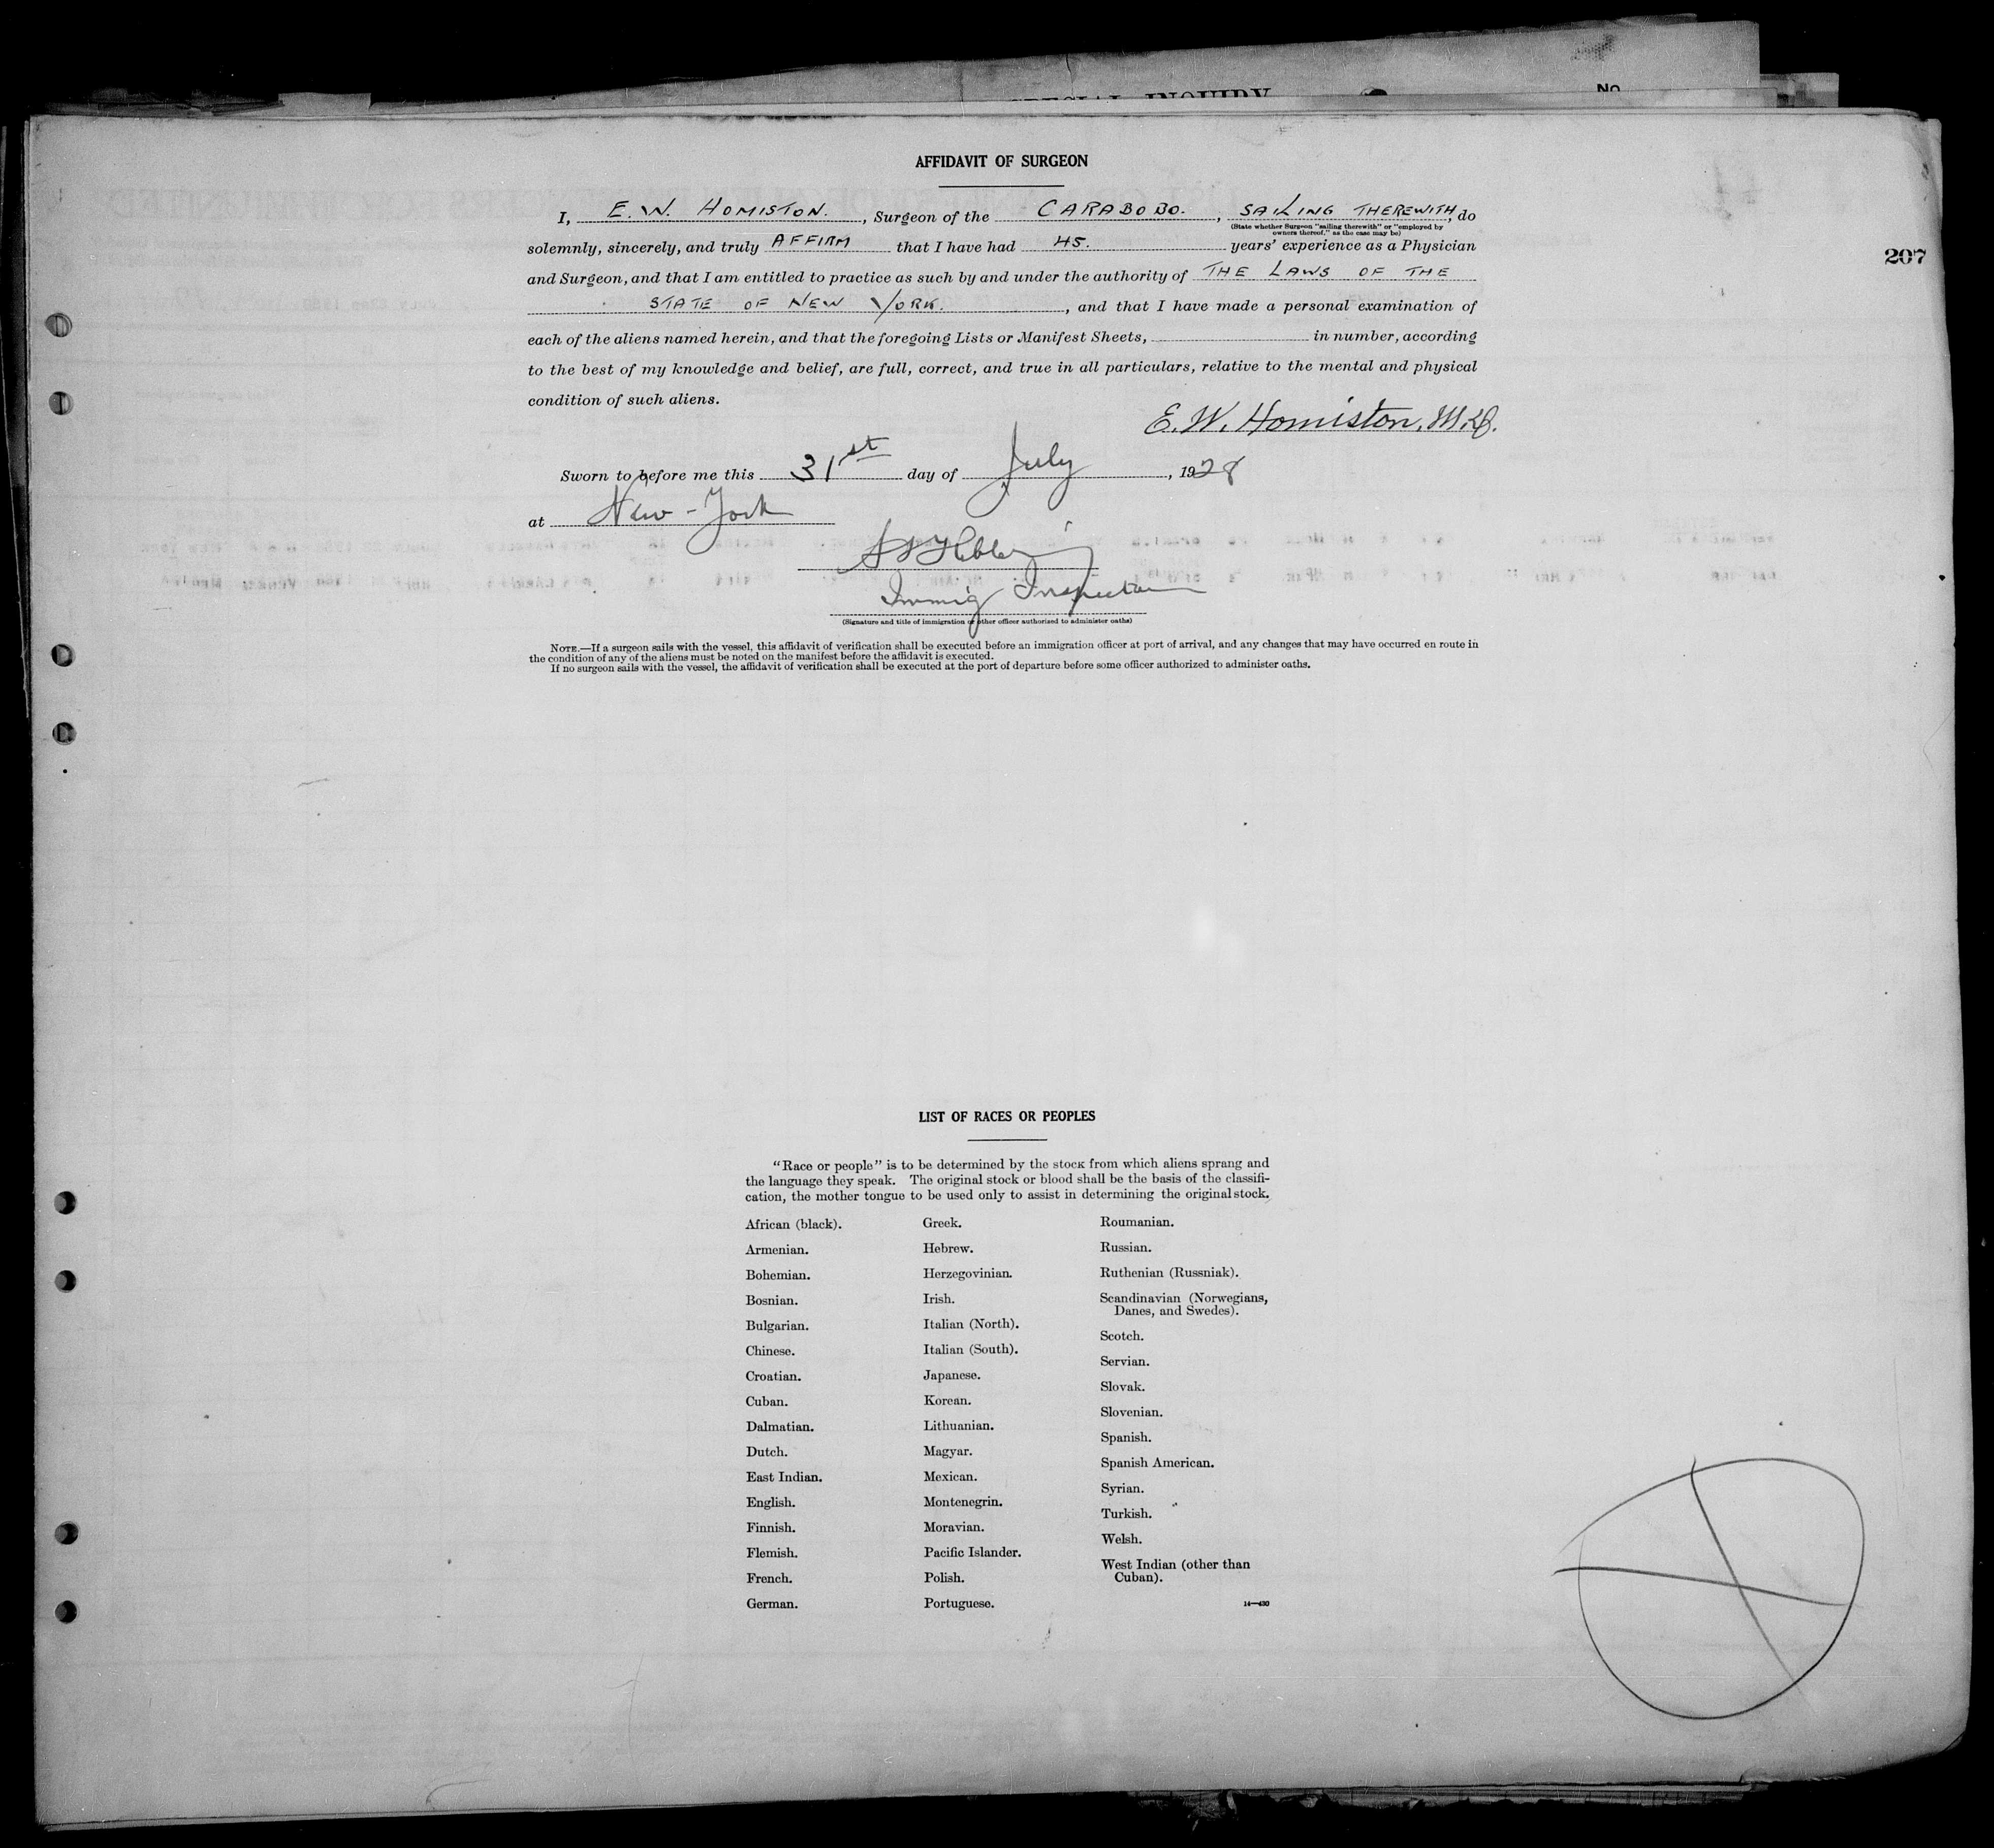 SPECIAL INQUIRY
No.
AFFIDAVIT OF SURGEON
I, E. W. HOMISTON., Surgeon of the CARABOBO., SAILING THEREWITH, do
(State whether Surgeon "sailing therewith" or "employed by
owners thereof," as the case may be)
solemnly, sincerely, and truly AFFIRM that I have had 45. years' experience as a Physician
207
and Surgeon, and that I am entitled to practice as such by and under the authority of THE LAWS OF THE
STATE OF NEW YORK., and that I have made a personal examination of
each of the aliens named herein, and that the foregoing Lists or Manifest Sheets, in number, according
to the best of my knowledge and belief, are full, correct, and true in all particulars, relative to the mental and physical
condition of such aliens.
E. W. Homiston, M.D.
Sworn to before me this 31st day of July, 1928
at New-York
Immig Inspector
(Signature and title of immigration or other officer authorized to administer oaths)
NOTE.—If a surgeon sails with the vessel, this affidavit of verification shall be executed before an immigration officer at port of arrival, and any changes that may have occurred en route in
the condition of any of the aliens must be noted on the manifest before the affidavit is executed.
If no surgeon sails with the vessel, the affidavit of verification shall be executed at the port of departure before some officer authorized to administer oaths.
LIST OF RACES OR PEOPLES
"Race or people" is to be determined by the stock from which aliens sprang and
the language they speak. The original stock or blood shall be the basis of the classifi-
cation, the mother tongue to be used only to assist in determining the original stock.
African (black).
Armenian.
Bohemian.
Bosnian.
Bulgarian.
Chinese.
Croatian.
Cuban.
Dalmatian.
Dutch.
East Indian.
English.
Finnish.
Flemish.
French.
German.
Greek.
Hebrew.
Herzegovinian.
Irish.
Italian (North).
Italian (South).
Japanese.
Korean.
Lithuanian.
Magyar.
Mexican.
Montenegrin.
Moravian.
Pacific Islander.
Polish.
Portuguese.
Roumanian.
Russian.
Ruthenian (Russniak).
Scandinavian (Norwegians,
Danes, and Swedes).
Scotch.
Servian.
Slovak.
Slovenian.
Spanish.
Spanish American.
Syrian.
Turkish.
Welsh.
West Indian (other than
Cuban).
14—430